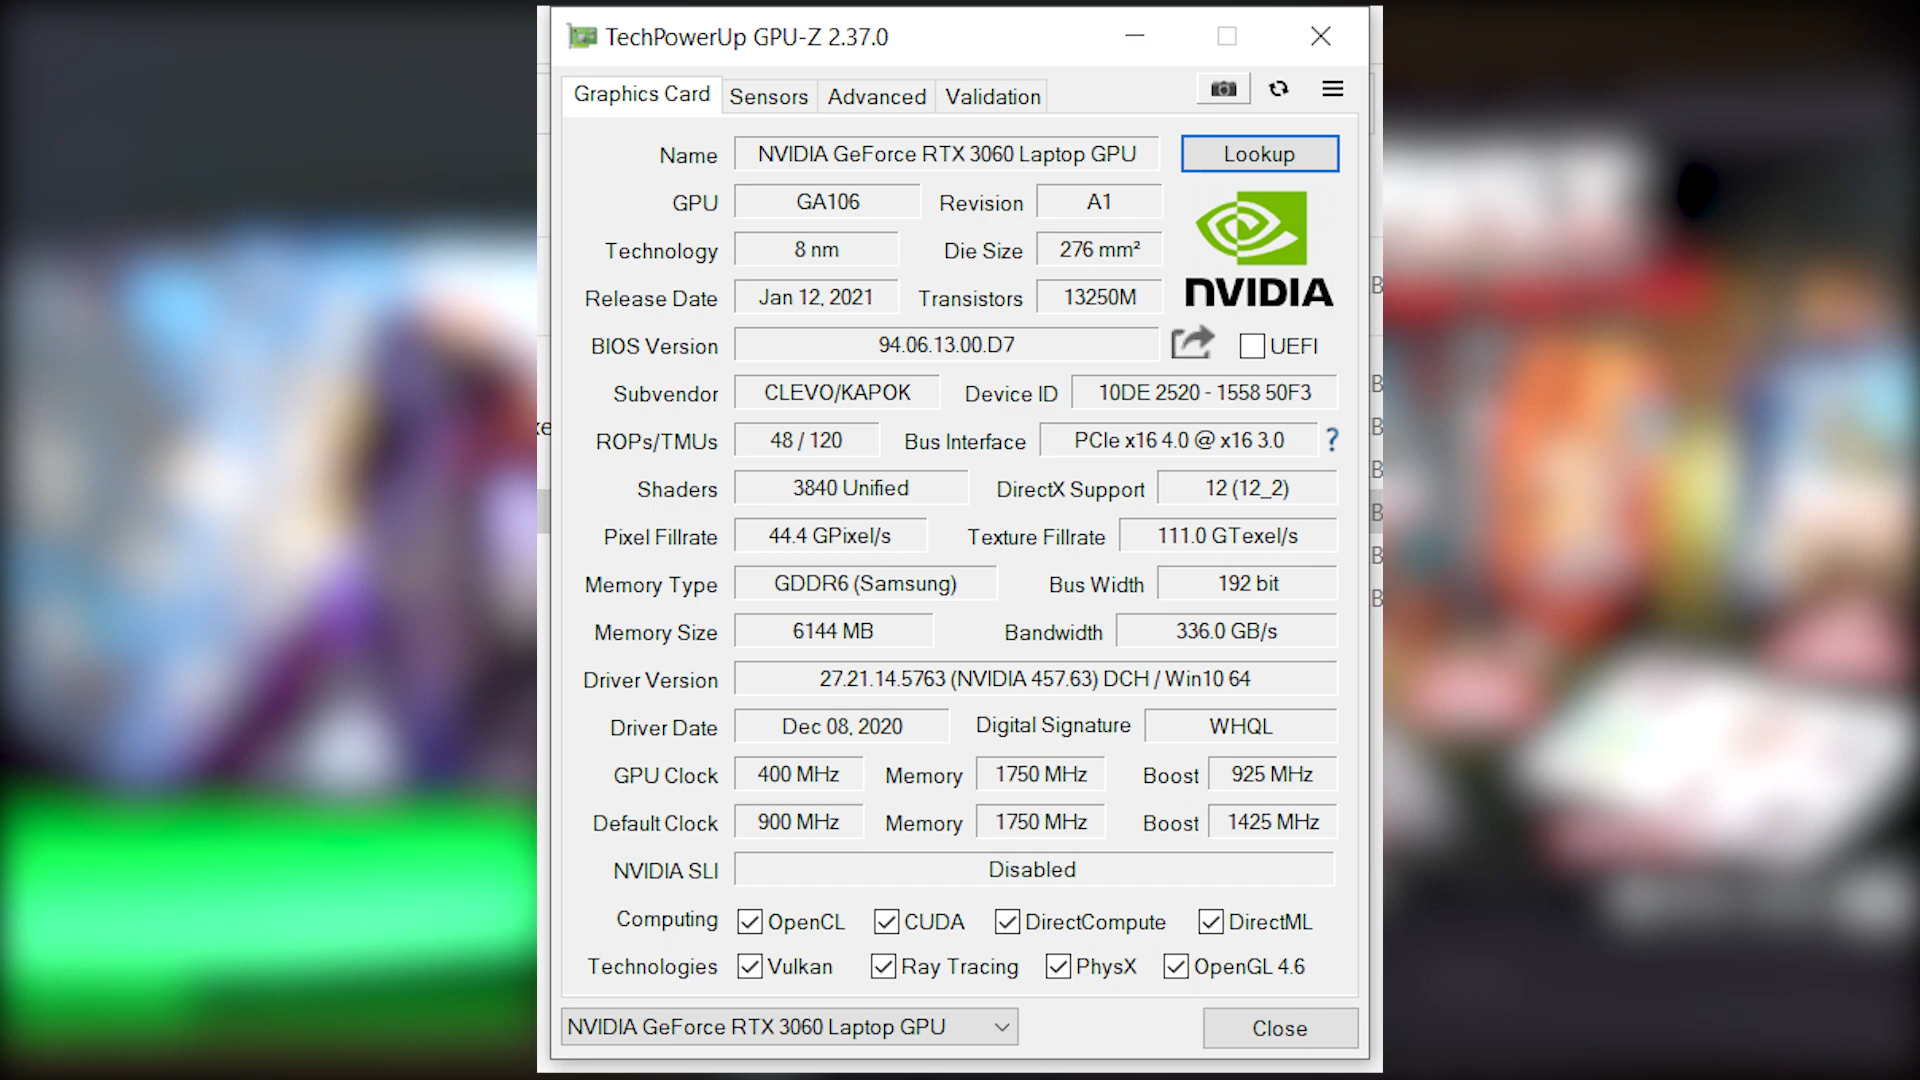 TechPowerUp GPU-Z 2.37.0
Graphics Card Sensors Advanced Validation
Name NVIDIA GeForce RTX 3060 Laptop GPU Lookup
GPU GA106 Revision A1
Technology 8 nm Die Size 276 mm²
Release Date Jan 12, 2021 Transistors 13250M
NVIDIA
BIOS Version 94.06.13.00.D7 UEFI
Subvendor CLEVO/KAPOK Device ID 10DE 2520 - 1558 50F3
ROPs/TMUs 48 / 120 Bus Interface PCIe x16 4.0 @ x16 3.0 ?
Shaders 3840 Unified DirectX Support 12 (12_2)
Pixel Fillrate 44.4 GPixel/s Texture Fillrate 111.0 GTexel/s
Memory Type GDDR6 (Samsung) Bus Width 192 bit
Memory Size 6144 MB Bandwidth 336.0 GB/s
Driver Version 27.21.14.5763 (NVIDIA 457.63) DCH / Win10 64
Driver Date Dec 08, 2020 Digital Signature WHQL
GPU Clock 400 MHz Memory 1750 MHz Boost 925 MHz
Default Clock 900 MHz Memory 1750 MHz Boost 1425 MHz
NVIDIA SLI Disabled
Computing OpenCL CUDA DirectCompute DirectML
Technologies Vulkan Ray Tracing PhysX OpenGL 4.6
NVIDIA GeForce RTX 3060 Laptop GPU Close